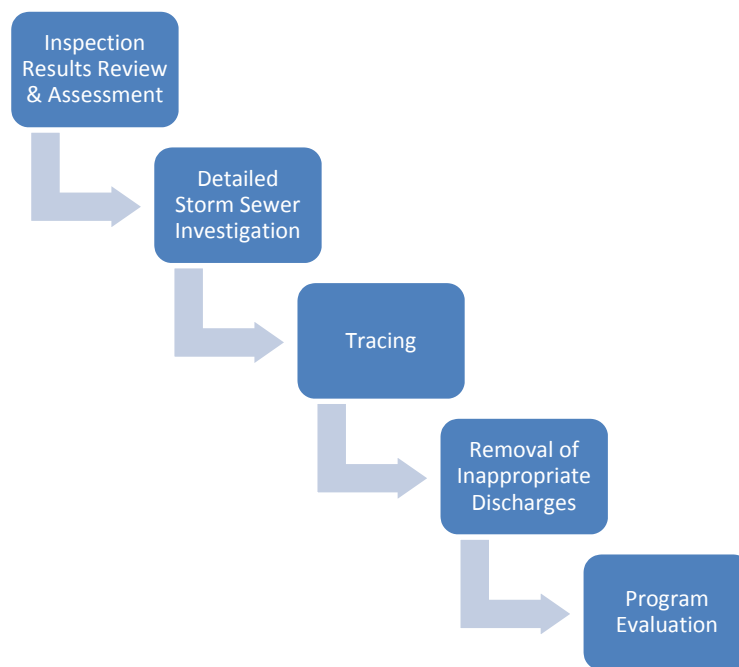 Inspection
Results Review
& Assessment
Detailed
Storm Sewer
Investigation
Tracing
Removal of
Inappropriate
Discharges
Program
Evaluation